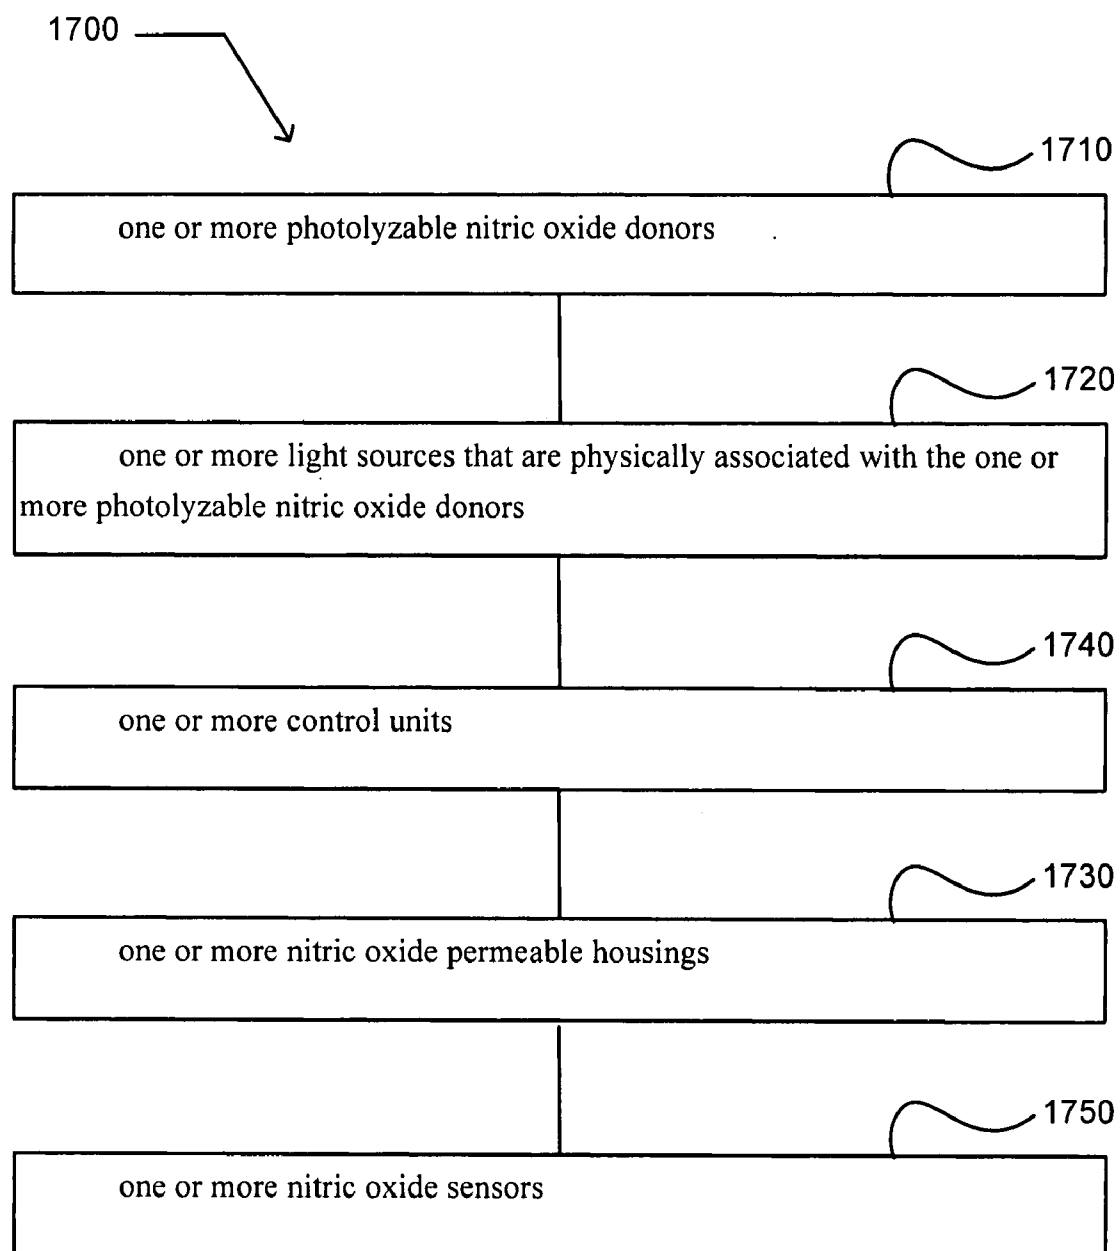 1700
1710
one or more photolyzable nitric oxide donors
1720
one or more light sources that are physically associated with the one or
more photolyzable nitric oxide donors
1740
one or more control units
1730
one or more nitric oxide permeable housings
1750
one or more nitric oxide sensors